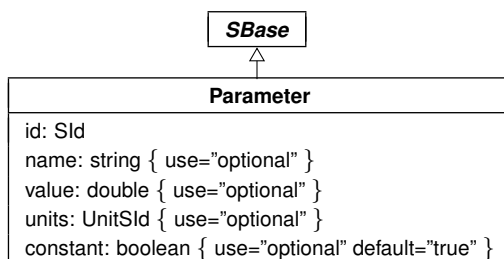 SBase
Parameter
id: SId
name: string { use=”optional” }
value: double { use=”optional” }
units: UnitSId { use=”optional” }
constant: boolean { use=”optional” default=”true” }